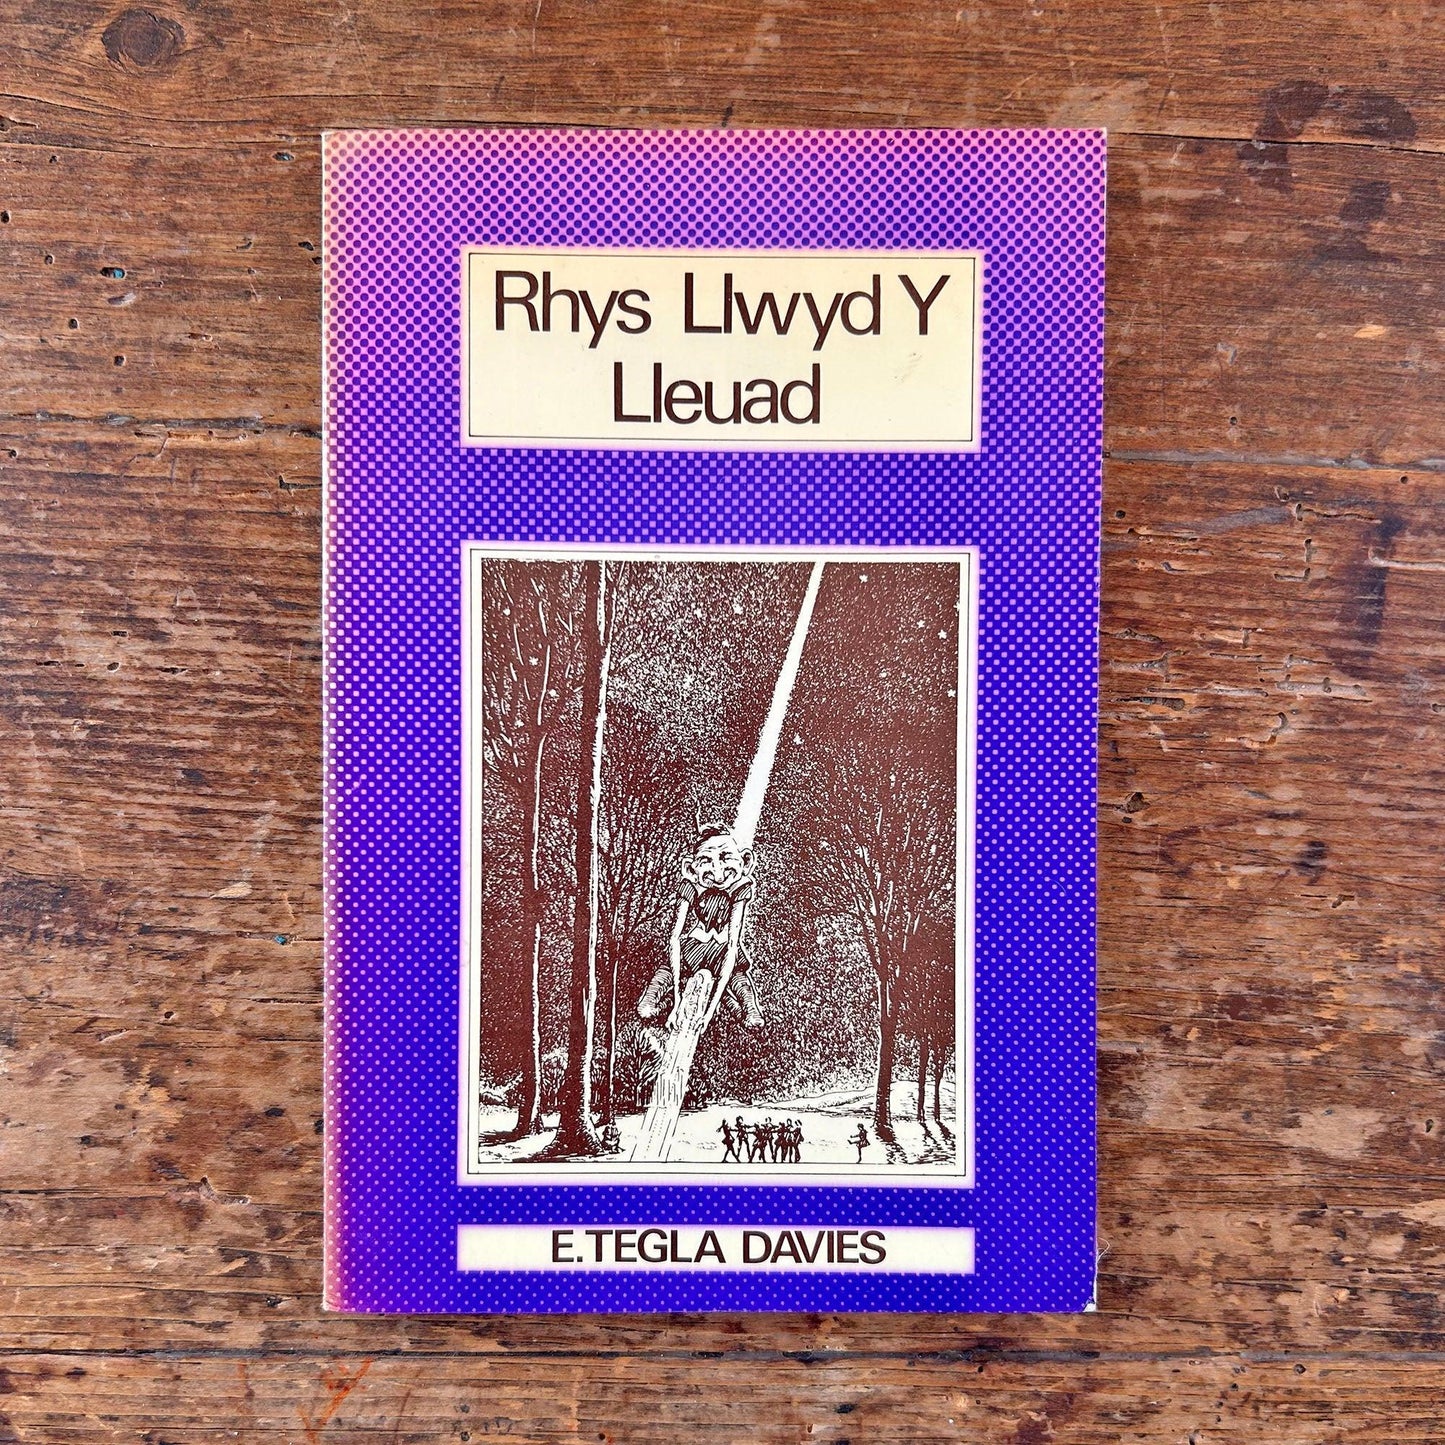 Rhys Llwyd Y
Lleuad
E. TEGLA DAVIES